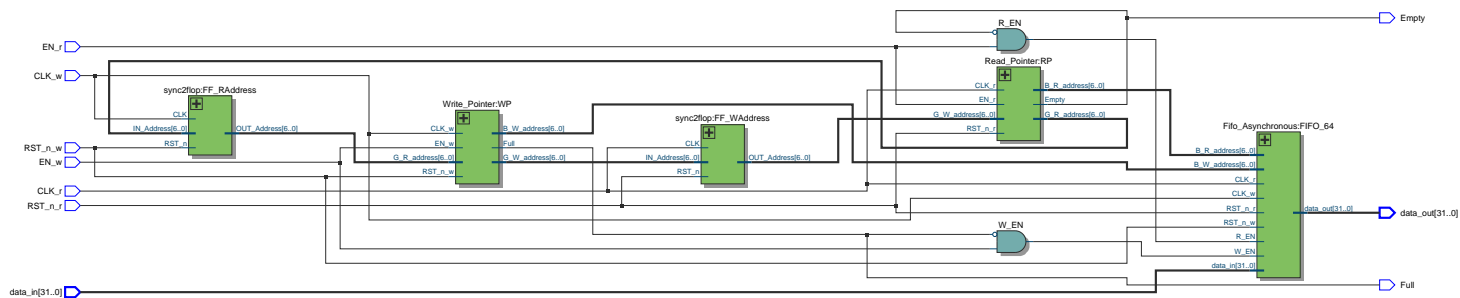 R_EN
Empty
EN_r
CLK_w
Read_Pointer:RP
CLK_r
B_R_address[6..0]
EN_r
Empty
G_W_address[6..0]
G_R_address[6..0]
RST_n_r
sync2flop:FF_RAddress
CLK
IN_Address[6..0]
OUT_Address[6..0]
RST_n
Write_Pointer:WP
CLK_w
B_W_address[6..0]
EN_w
Full
G_R_address[6..0]
G_W_address[6..0]
RST_n_w
sync2flop:FF_WAddress
CLK
IN_Address[6..0]
OUT_Address[6..0]
RST_n
Fifo_Asynchronous:FIFO_64
B_R_address[6..0]
B_W_address[6..0]
CLK_r
CLK_w
RST_n_r
data_out[31..0]
RST_n_w
R_EN
W_EN
data_in[31..0]
RST_n_w
EN_w
CLK_r
RST_n_r
data_out[31..0]
W_EN
Full
data_in[31..0]